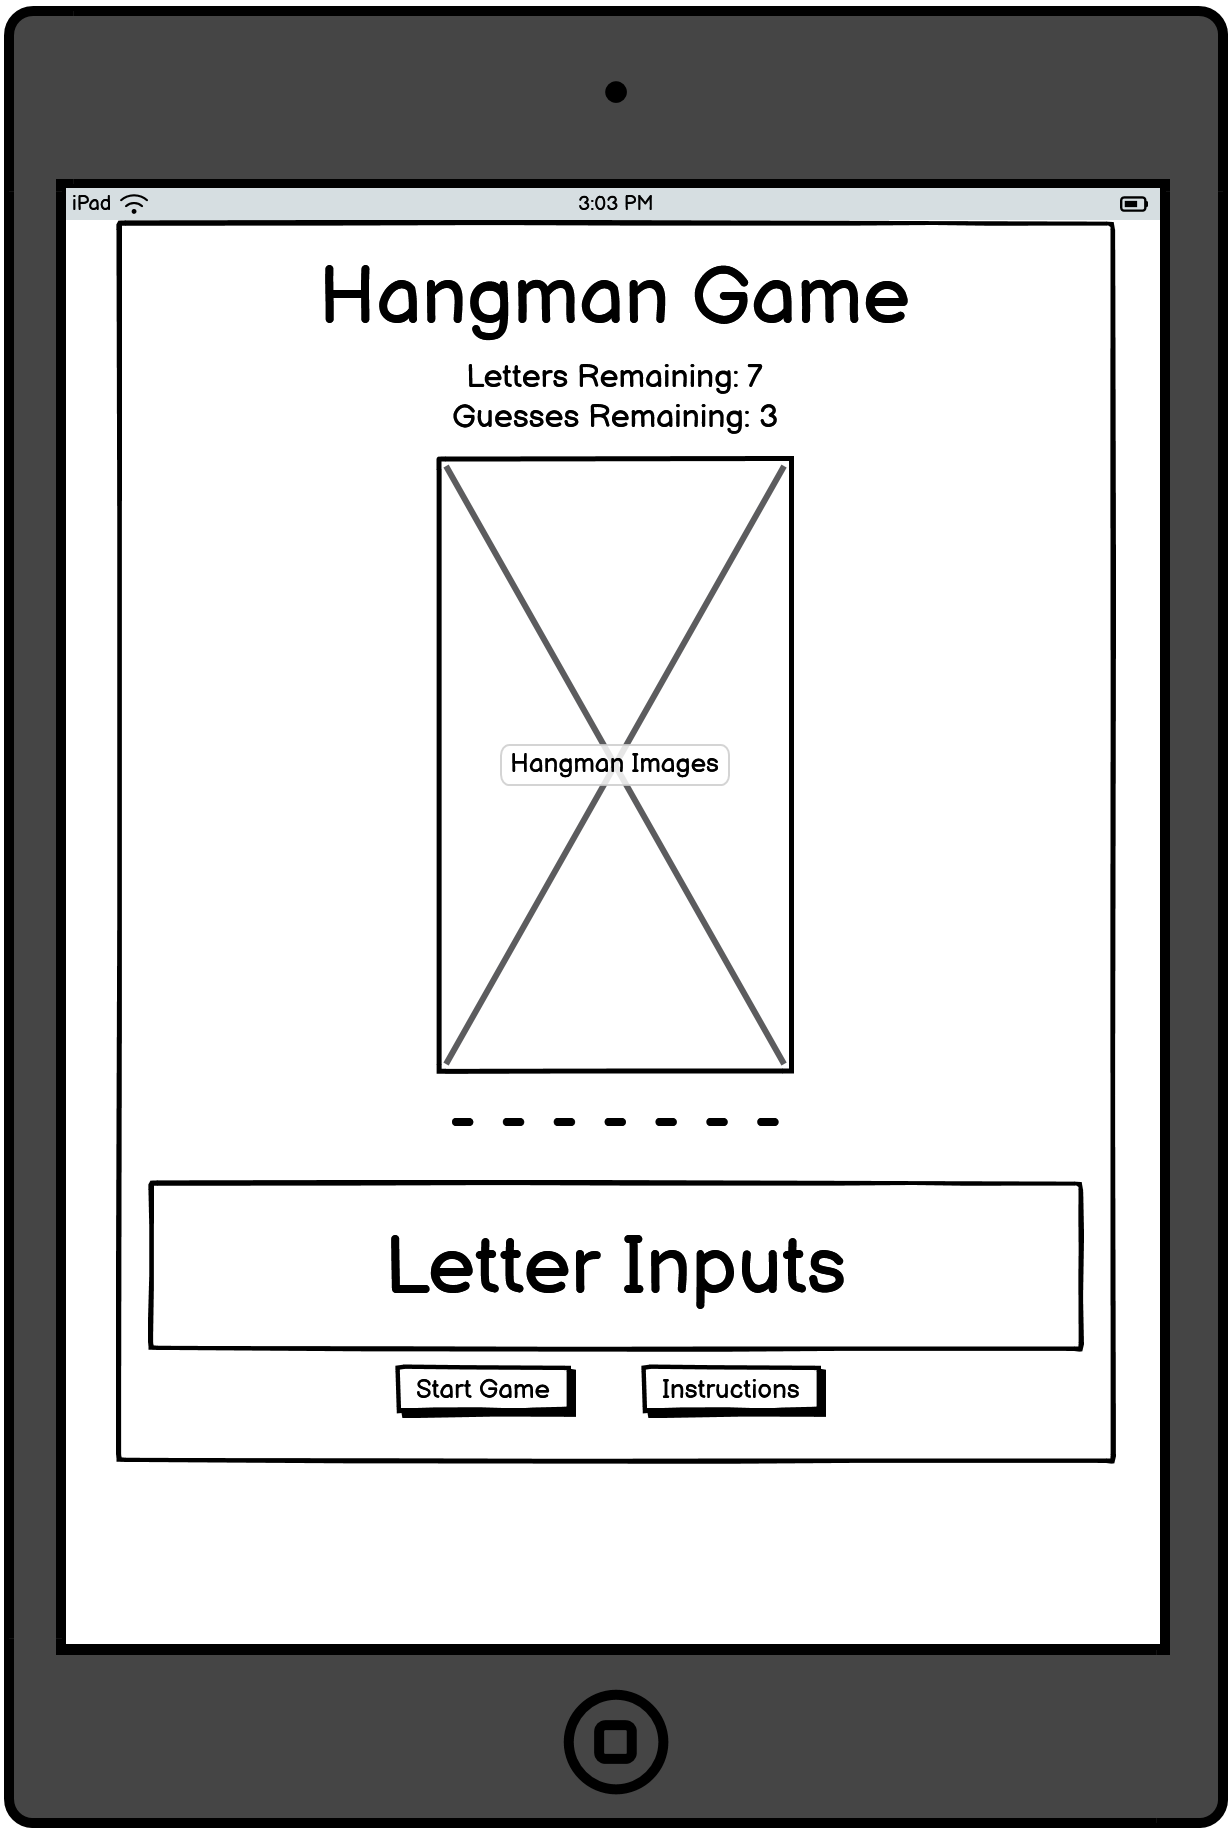 iPad 3:03 PM
Hangman Game
Letters Remaining: 7
Guesses Remaining: 3
Hangman Images
- - - - - - -
Letter Inputs
Start Game Instructions